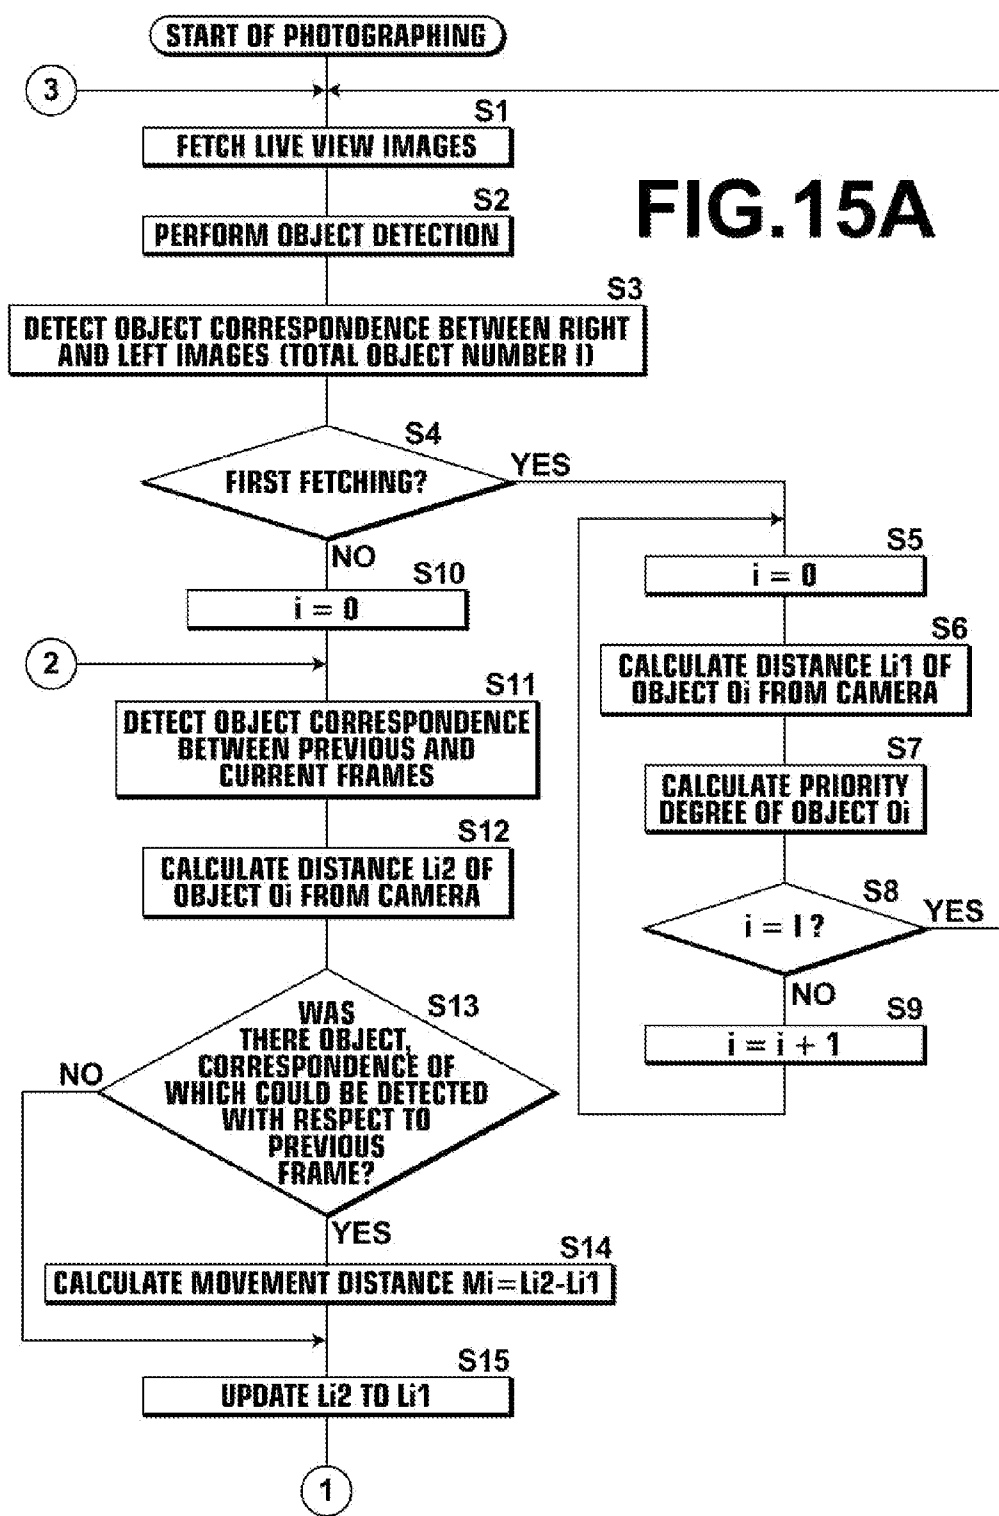 START OF PHOTOGRAPHING
3
S1
FETCH LIVE VIEW IMAGES
FIG.15A
S2
PERFORM OBJECT DETECTION
S3
DETECT OBJECT CORRESPONDENCE BETWEEN RIGHT
AND LEFT IMAGES (TOTAL OBJECT NUMBER I)
S4
FIRST FETCHING?
YES
NO
S10
i = 0
2
S11
DETECT OBJECT CORRESPONDENCE
BETWEEN PREVIOUS AND
CURRENT FRAMES
S12
CALCULATE DISTANCE Li2 OF
OBJECT Oi FROM CAMERA
S13
WAS
THERE OBJECT,
CORRESPONDENCE OF
WHICH COULD BE DETECTED
WITH RESPECT TO
PREVIOUS
FRAME?
NO
YES
S14
CALCULATE MOVEMENT DISTANCE Mi=Li2-Li1
S15
UPDATE Li2 TO Li1
1
S5
i = 0
S6
CALCULATE DISTANCE Li1 OF
OBJECT Oi FROM CAMERA
S7
CALCULATE PRIORITY
DEGREE OF OBJECT Oi
S8
i = I ?
YES
NO
S9
i = i + 1